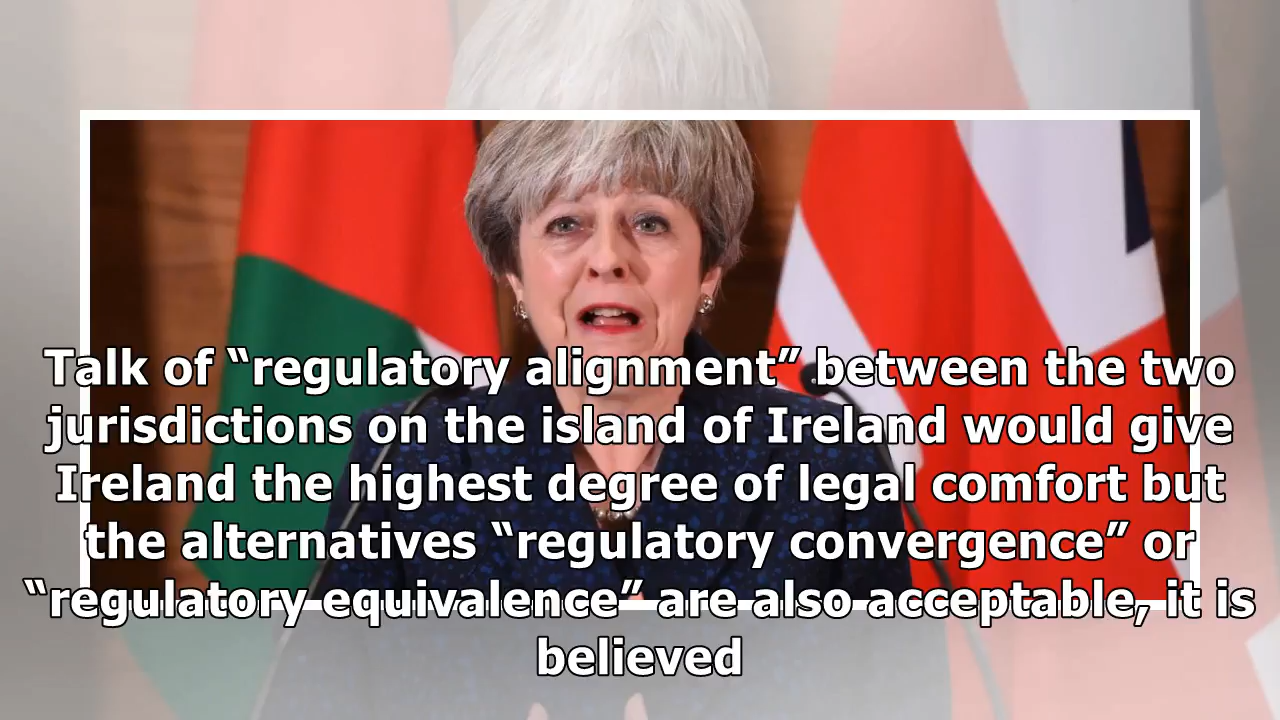 Talk of “regulatory alignment” between the two
jurisdictions on the island of Ireland would give
Ireland the highest degree of legal comfort but
the alternatives “regulatory convergence” or
“regulatory equivalence” are also acceptable, it is
believed